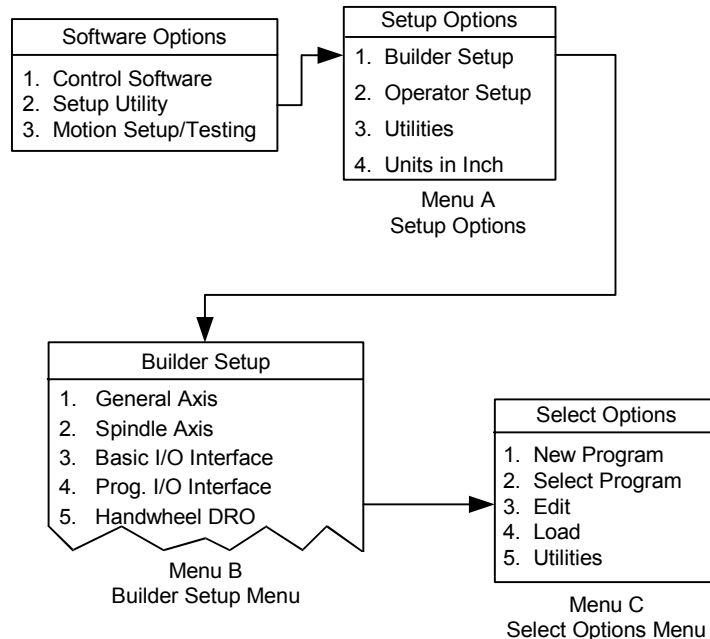 Software Options
1. Control Software
2. Setup Utility
3. Motion Setup/Testing
Setup Options
1. Builder Setup
2. Operator Setup
3. Utilities
4. Units in Inch
Menu A
Setup Options
Builder Setup
1. General Axis
2. Spindle Axis
3. Basic I/O Interface
4. Prog. I/O Interface
5. Handwheel DRO
Menu B
Builder Setup Menu
Select Options
1. New Program
2. Select Program
3. Edit
4. Load
5. Utilities
Menu C
Select Options Menu